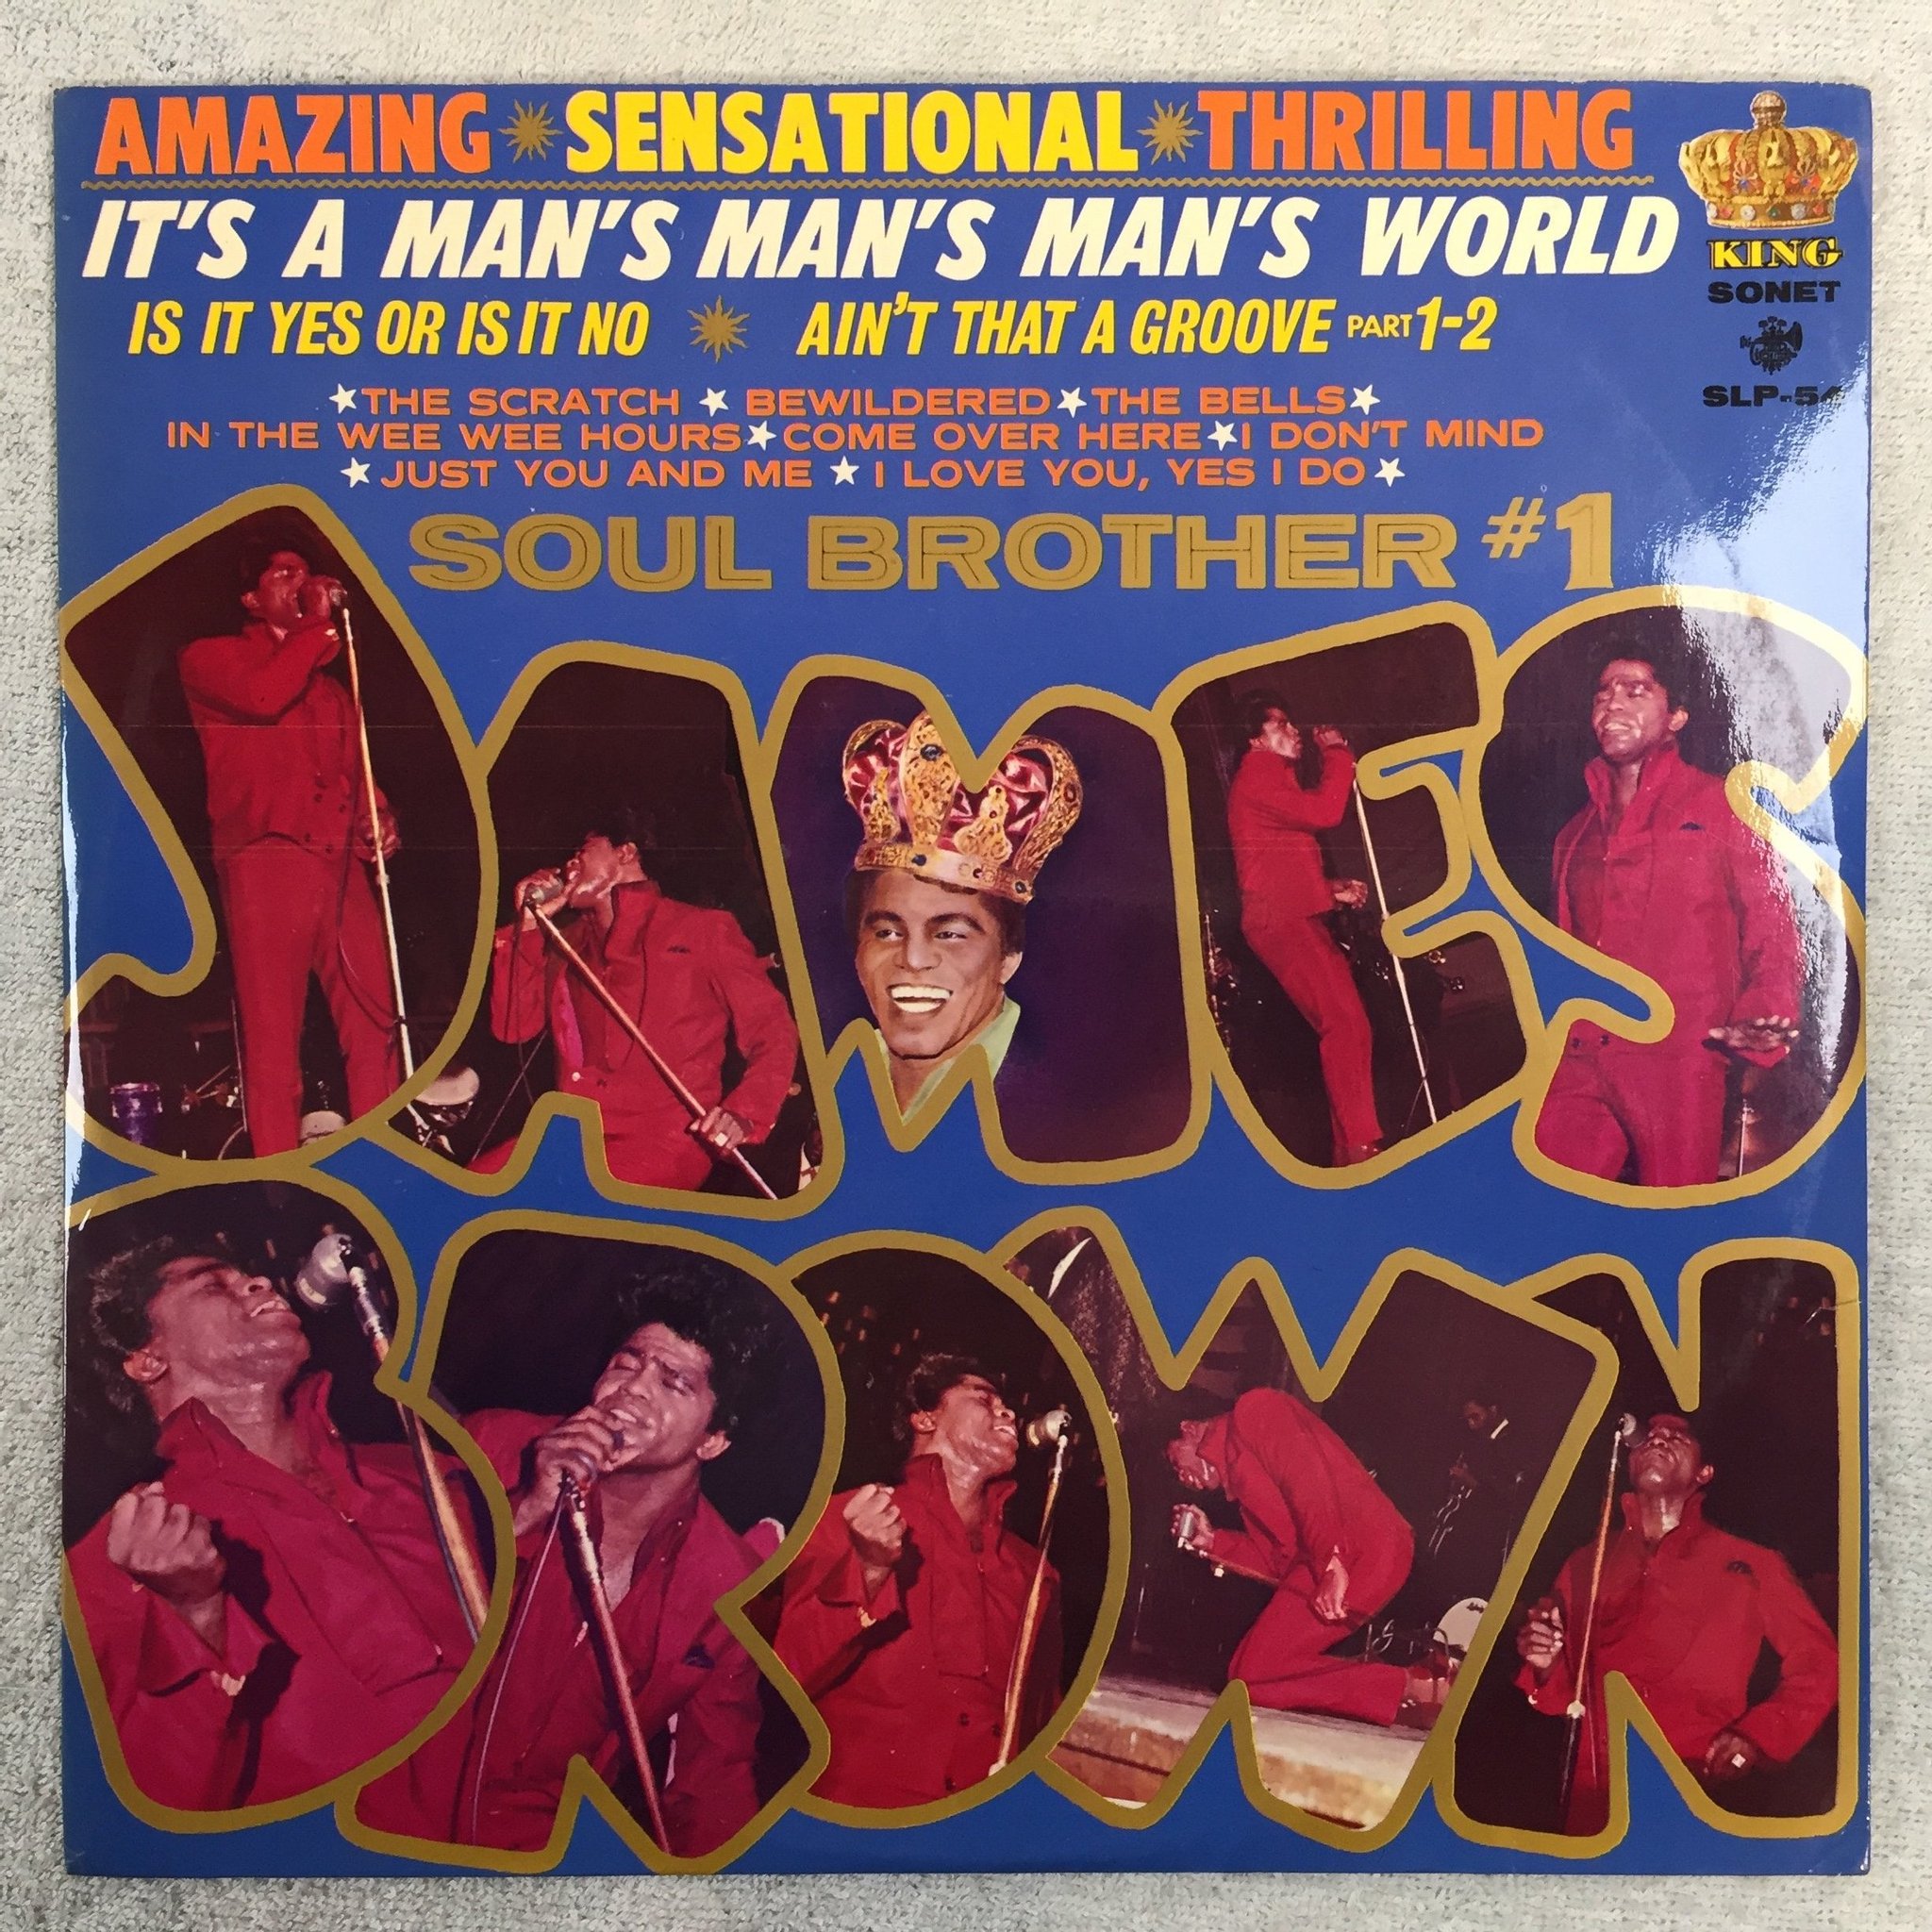 AMAZING SENSATIONAL THRILLING
IT'S A MAN'S MAN'S MAN'S WORLD
IS IT YES OR IS IT NO AIN'T THAT A GROOVE PART 1-2
★THE SCRATCH ★ BEWILDERED★THE BELLS★
IN THE WEE WEE HOURS★COME OVER HERE★I DON'T MIND
★JUST YOU AND ME ★ I LOVE YOU, YES I DO★
KING
SONET
SOUL BROTHER #1
JAMES
BROWN